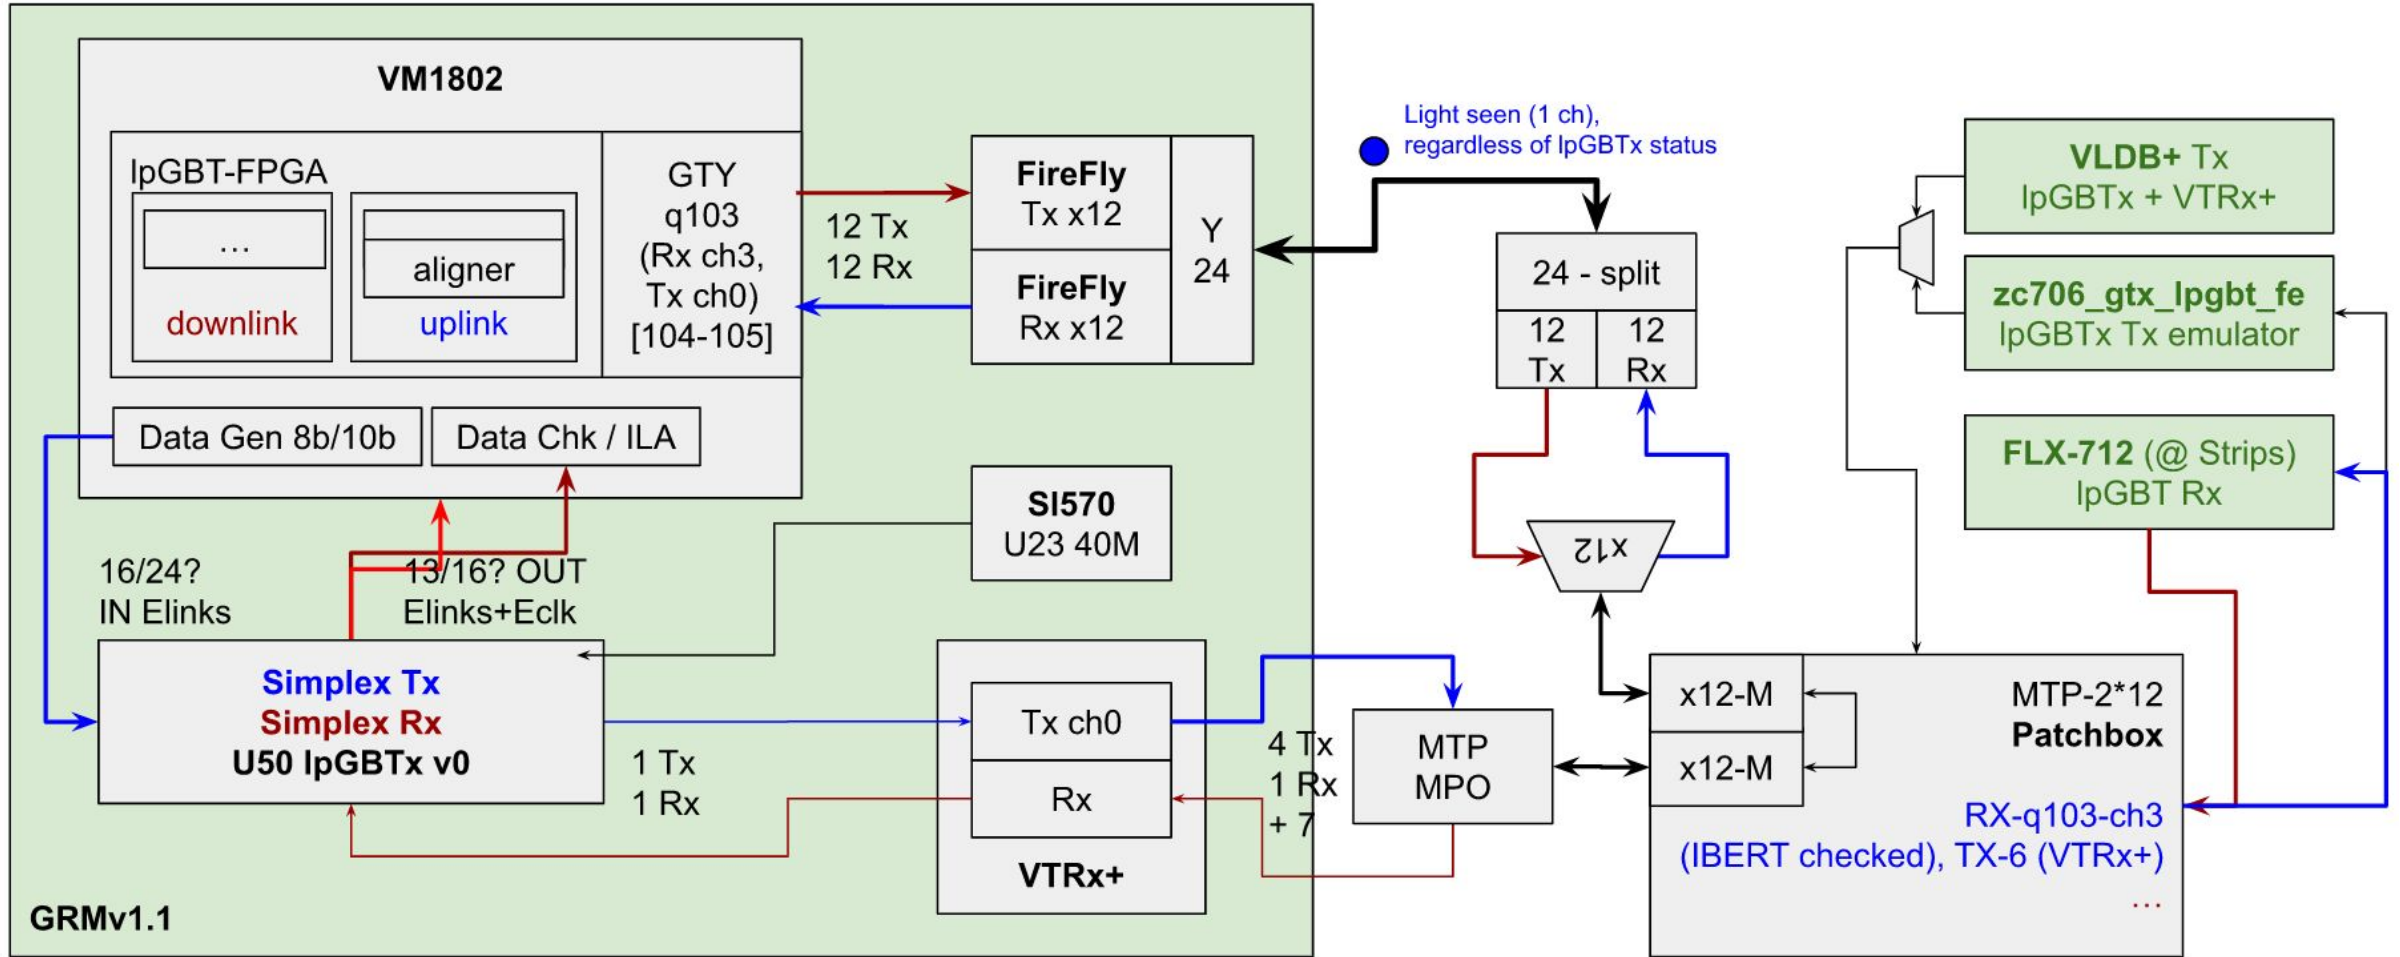 VM1802
lpGBT-FPGA
...
downlink
aligner
uplink
GTY
q103
(Rx ch3,
Tx ch0)
[104-105]
Data Gen 8b/10b
Data Chk / ILA
12 Tx
12 Rx
FireFly
Tx x12
FireFly
Rx x12
Y
24
SI570
U23 40M
16/24?
IN Elinks
13/16? OUT
Elinks+Eclk
Simplex Tx
Simplex Rx
U50 lpGBTx v0
1 Tx
1 Rx
Tx ch0
Rx
VTRx+
GRMv1.1
4 Tx
1 Rx
+ 7
Light seen (1 ch),
regardless of lpGBTx status
24 - split
12
Tx
12
Rx
x12
MTP
MPO
VLDB+ Tx
lpGBTx + VTRx+
zc706_gtx_lpgbt_fe
lpGBTx Tx emulator
FLX-712 (@ Strips)
lpGBT Rx
x12-M
x12-M
MTP-2*12
Patchbox
RX-q103-ch3
(IBERT checked), TX-6 (VTRx+)
...